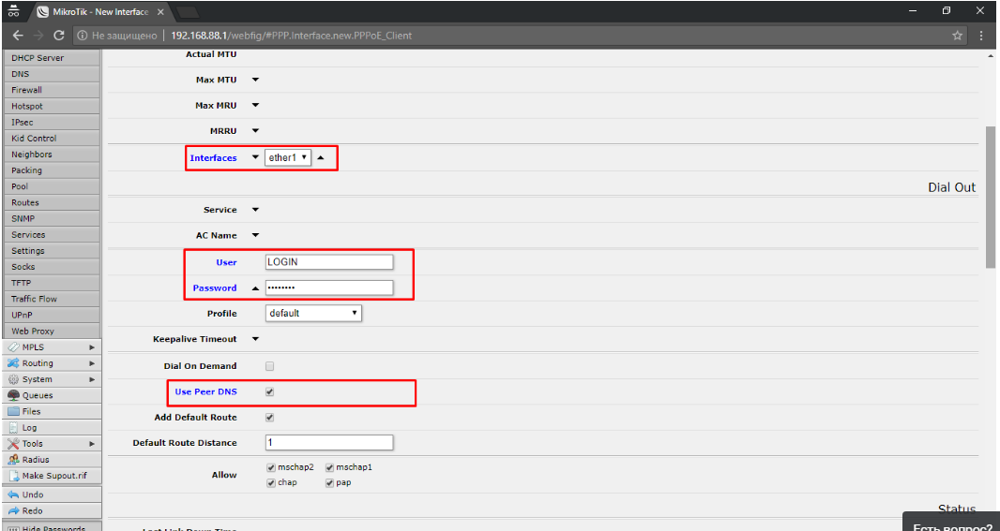 MikroTik - New Interface
Не защищено | 192.168.88.1/webfig/#PPP.Interface.new.PPPoE_Client
DHCP Server
DNS
Firewall
Hotspot
IPsec
Kid Control
Neighbors
Packing
Pool
Routes
SNMP
Services
Settings
Socks
TFTP
Traffic Flow
UPnP
Web Proxy
MPLS
Routing
System
Queues
Files
Log
Tools
Radius
Make Supout.rif
Undo
Redo
Hide Passwords
Actual MTU
Max MTU
Max MRU
MRRU
Interfaces ether1
Dial Out
Service
AC Name
User LOGIN
Password ••••••••
Profile default
Keepalive Timeout
Dial On Demand
Use Peer DNS
Add Default Route
Default Route Distance 1
Allow mschap2 mschap1
chap pap
Status
Last Link Down Time
Есть вопрос?